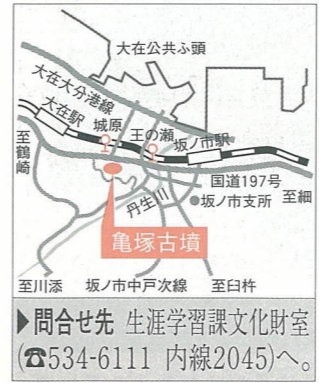 大在公共ふ頭
大在大分港線
大在駅
城原
王の瀬
坂ノ市駅
至鶴崎
国道197号
至細
丹生川
坂ノ市支所
亀塚古墳
至川添
坂ノ市中戸次線
至臼杵
▶問合せ先 生涯学習課文化財室
(☎534-6111 内線2045)へ。